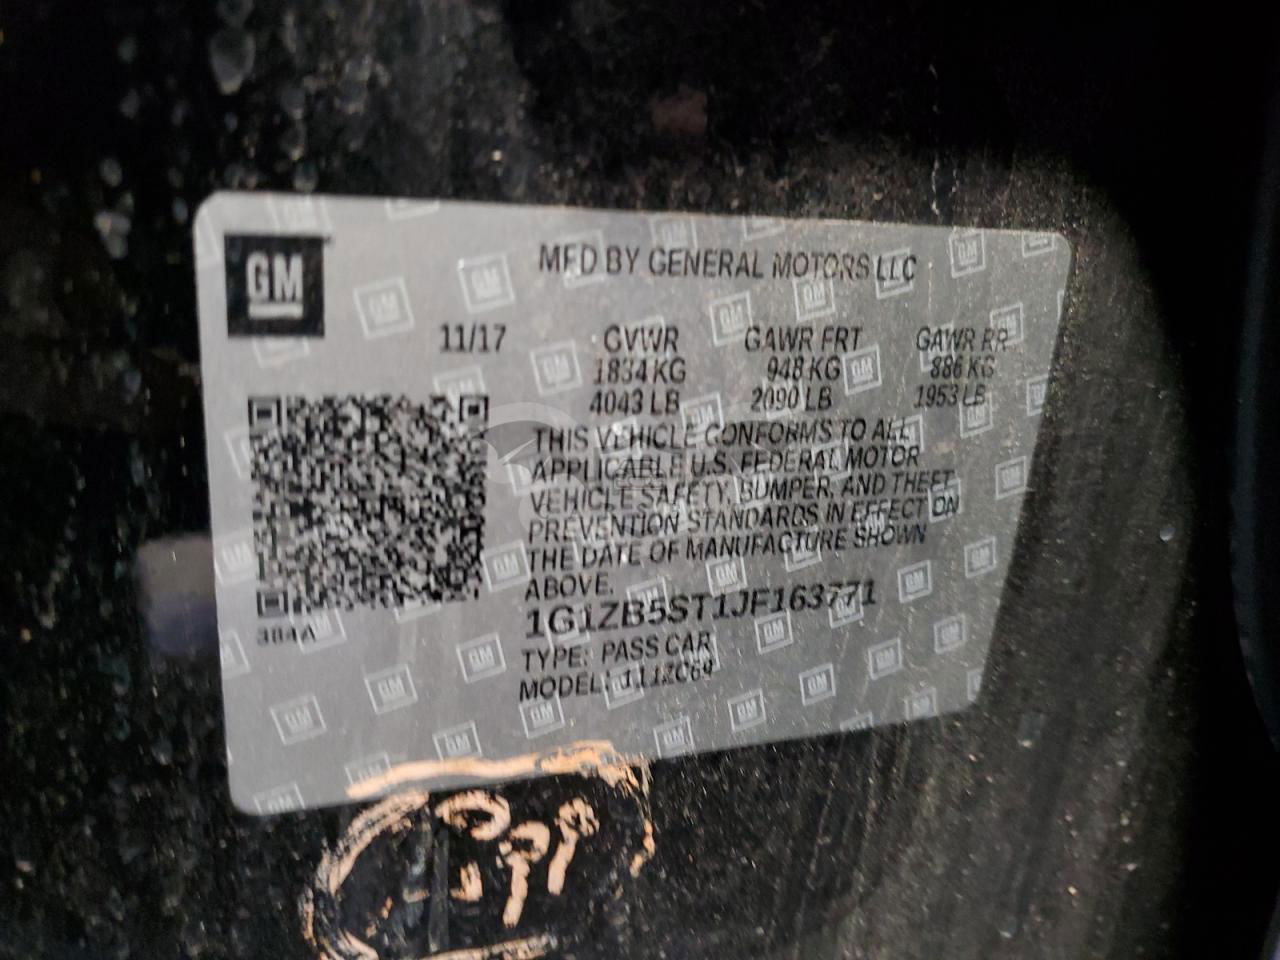 GM
MFD BY GENERAL MOTORS LLC
11/17 GVWR GAWR FRT GAWR RR
1834 KG 948 KG 886 KG
4043 LB 2090 LB 1953 LB
THIS VEHICLE CONFORMS TO ALL
APPLICABLE U.S. FEDERAL MOTOR
VEHICLE SAFETY, BUMPER, AND THEFT
PREVENTION STANDARDS IN EFFECT ON
THE DATE OF MANUFACTURE SHOWN
ABOVE.
1G1ZB5ST1JF163771
384A
TYPE: PASS CAR
MODEL: 111ZC69